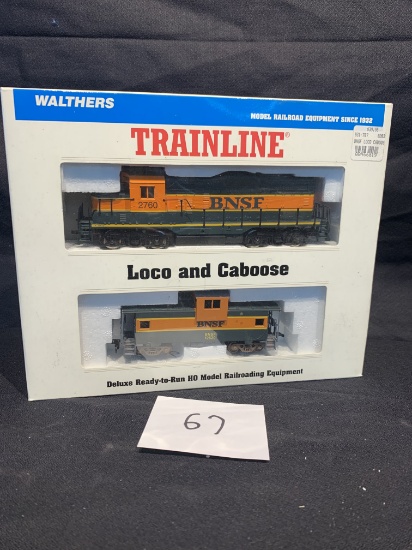 WALTHERS
MODEL RAILROAD EQUIPMENT SINCE 1932
TRAINLINE®
2760 BNSF
Loco and Caboose
BNSF
Deluxe Ready-to-Run HO Model Railroading Equipment
67